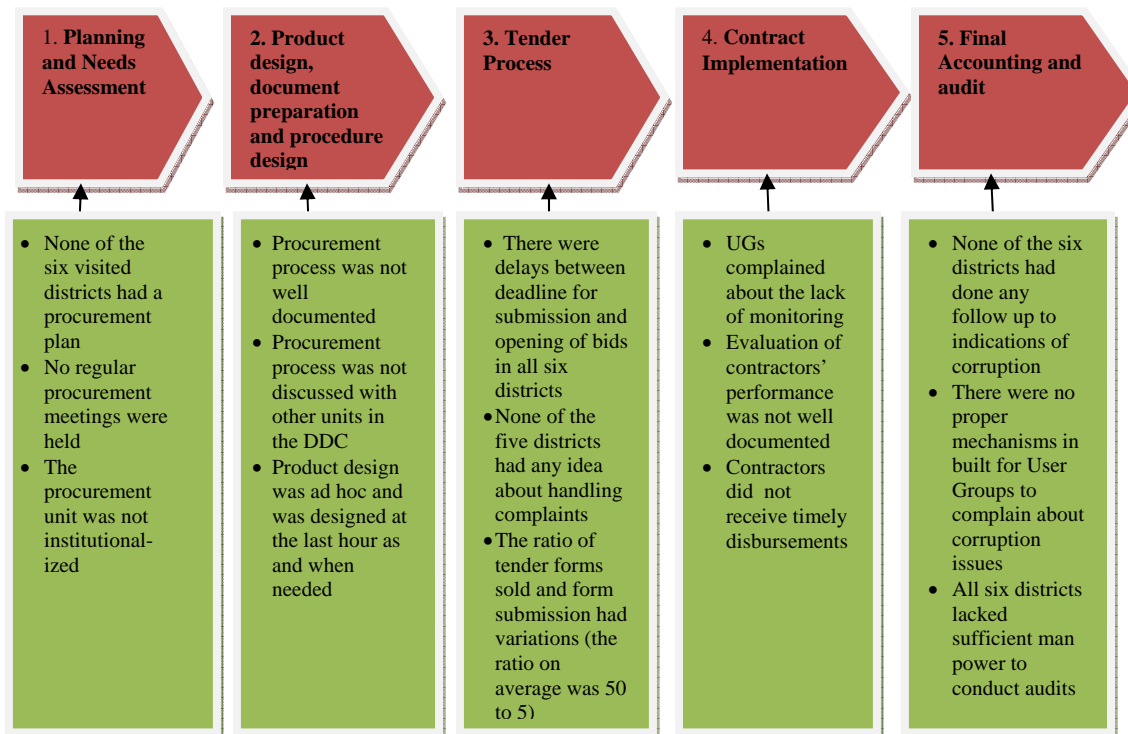 1. Planning
and Needs
Assessment
2. Product
design,
document
preparation
and procedure
design
3. Tender
Process
4. Contract
Implementation
5. Final
Accounting and
audit
• None of the
six visited
districts had a
procurement
plan
• No regular
procurement
meetings were
held
• The
procurement
unit was not
institutional-
ized
• Procurement
process was not
well
documented
• Procurement
process was not
discussed with
other units in
the DDC
• Product design
was ad hoc and
was designed at
the last hour as
and when
needed
• There were
delays between
deadline for
submission and
opening of bids
in all six
districts
• None of the
five districts
had any idea
about handling
complaints
• The ratio of
tender forms
sold and form
submission had
variations (the
ratio on
average was 50
to 5)
• UGs
complained
about the lack
of monitoring
• Evaluation of
contractors’
performance
was not well
documented
• Contractors
did not
receive timely
disbursements
• None of the six
districts had
done any
follow up to
indications of
corruption
• There were no
proper
mechanisms in
built for User
Groups to
complain about
corruption
issues
• All six districts
lacked
sufficient man
power to
conduct audits